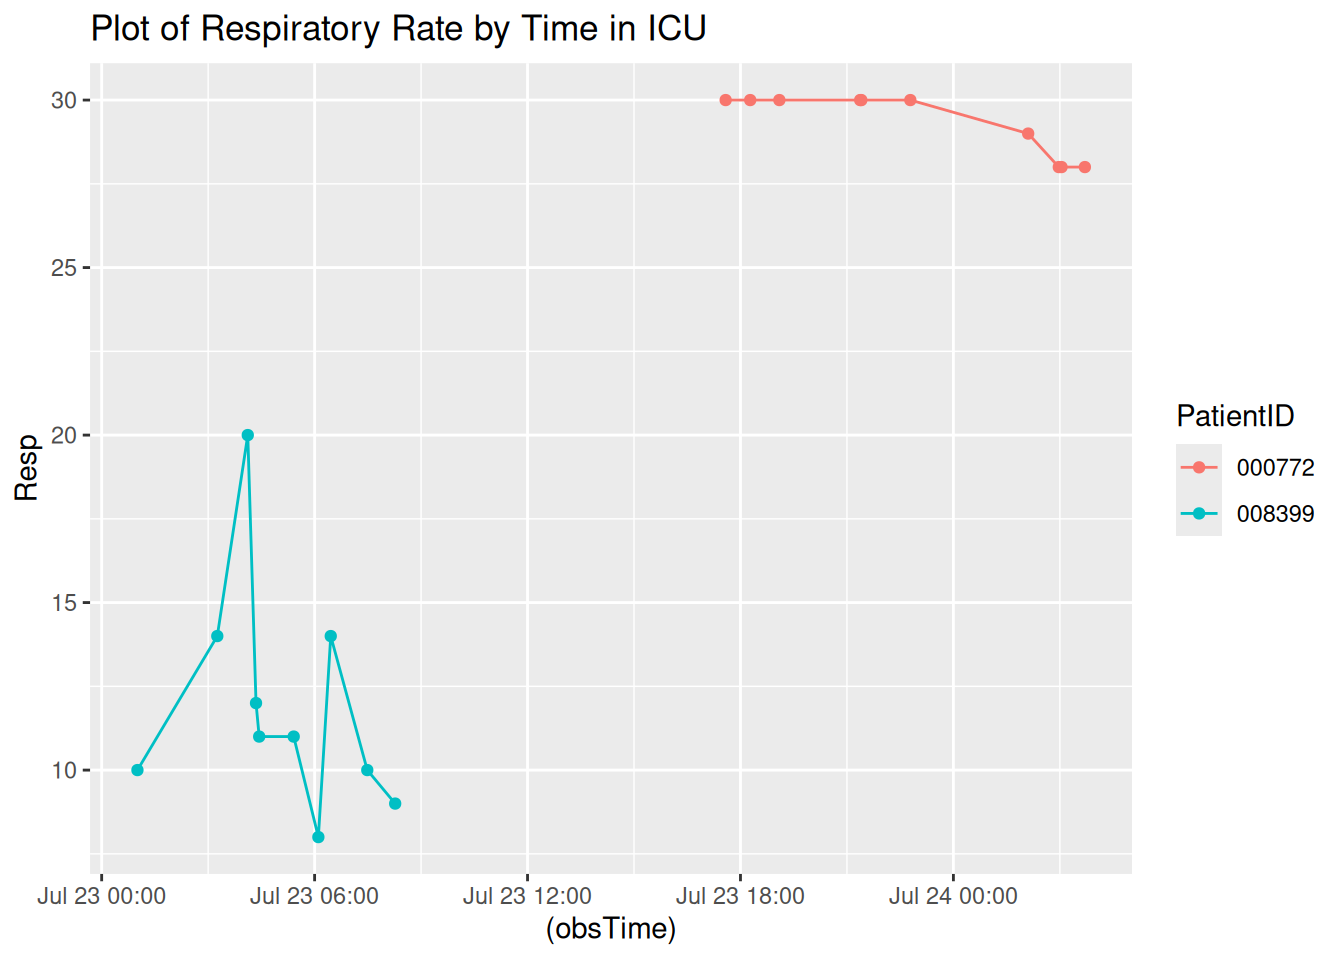 Plot of Respiratory Rate by Time in ICU
30
25
20
15
10
Resp
Jul 23 00:00
Jul 23 06:00
Jul 23 12:00
Jul 23 18:00
Jul 24 00:00
(obsTime)
PatientID
000772
008399